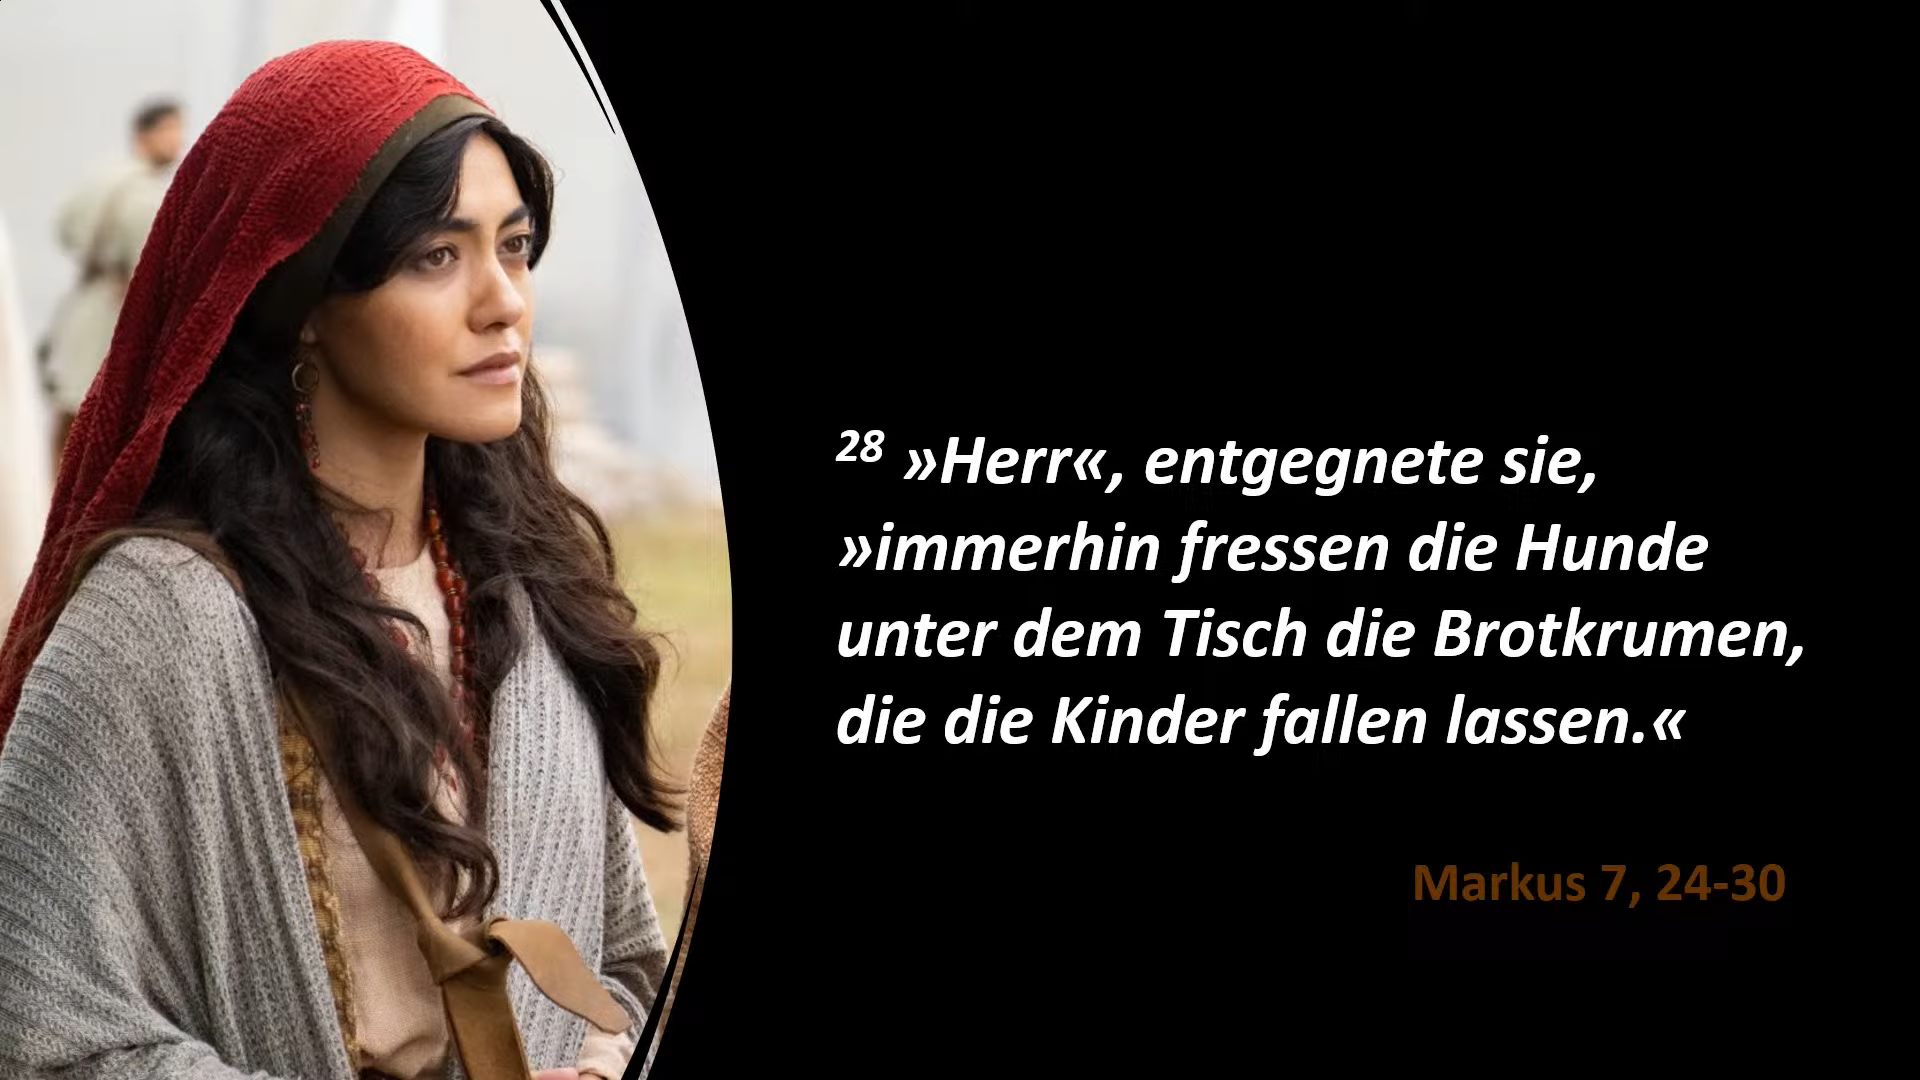 28 »Herr«, entgegnete sie,
»immerhin fressen die Hunde
unter dem Tisch die Brotkrumen,
die die Kinder fallen lassen.«
Markus 7, 24-30